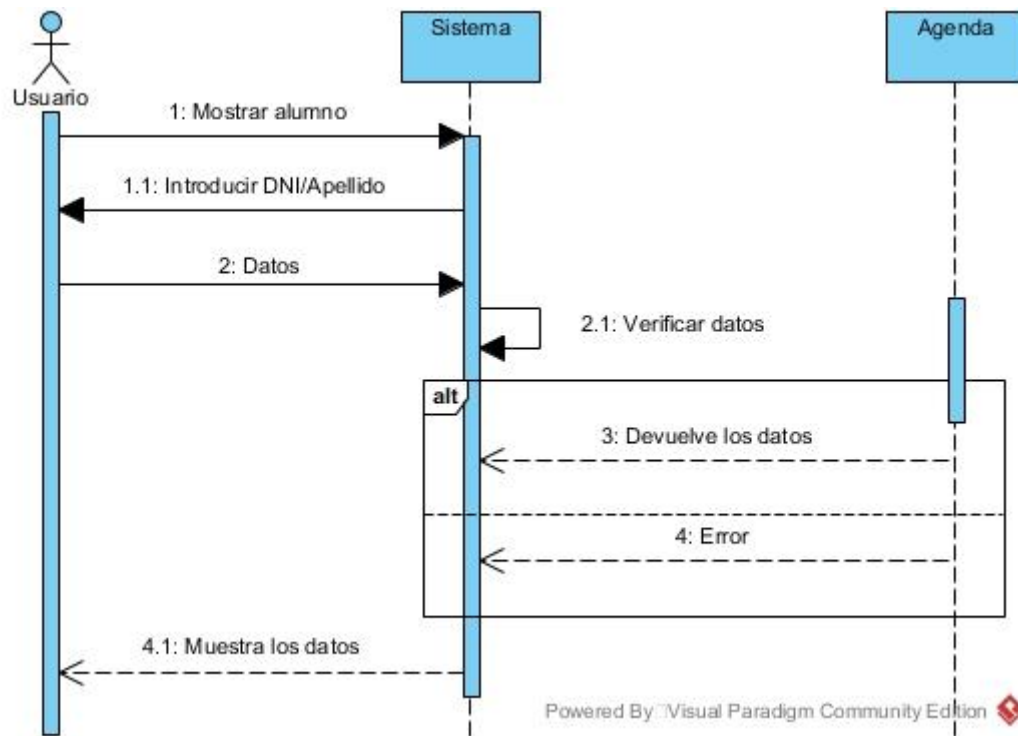 Sistema
Agenda
Usuario
1: Mostrar alumno
1.1: Introducir DNI/Apellido
2: Datos
2.1: Verificar datos
alt
3: Devuelve los datos
4: Error
4.1: Muestra los datos
Powered By Visual Paradigm Community Edition